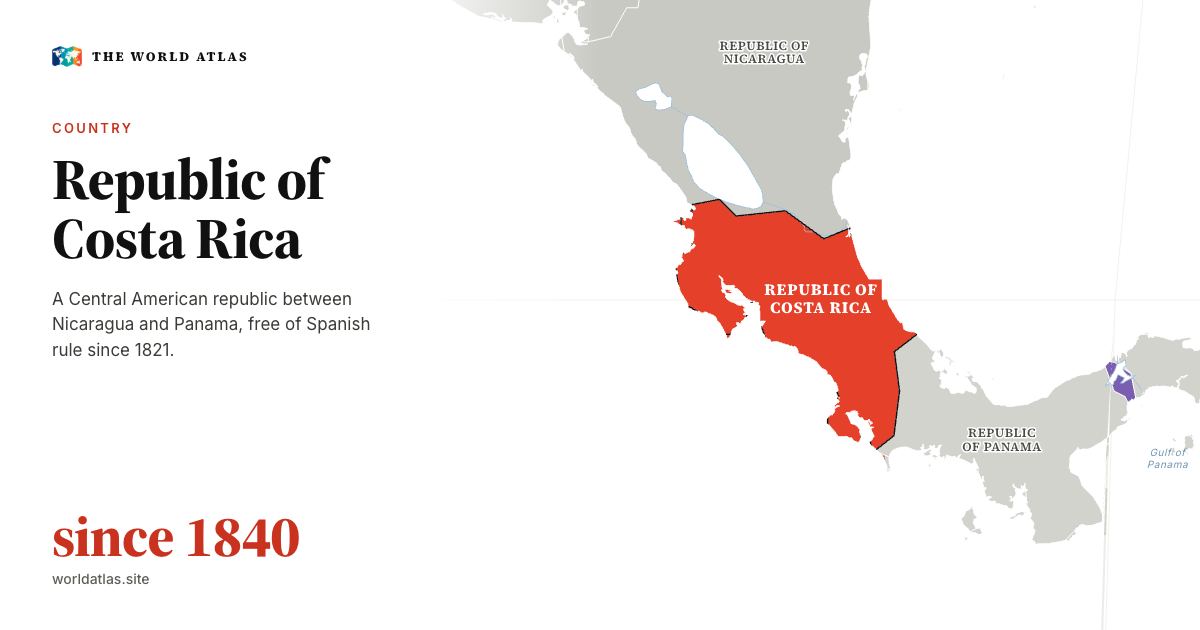 THE WORLD ATLAS
COUNTRY
Republic of
Costa Rica
A Central American republic between
Nicaragua and Panama, free of Spanish
rule since 1821.
since 1840
worldatlas.site
REPUBLIC OF
NICARAGUA
REPUBLIC OF
COSTA RICA
REPUBLIC
OF PANAMA
Gulf of
Panama